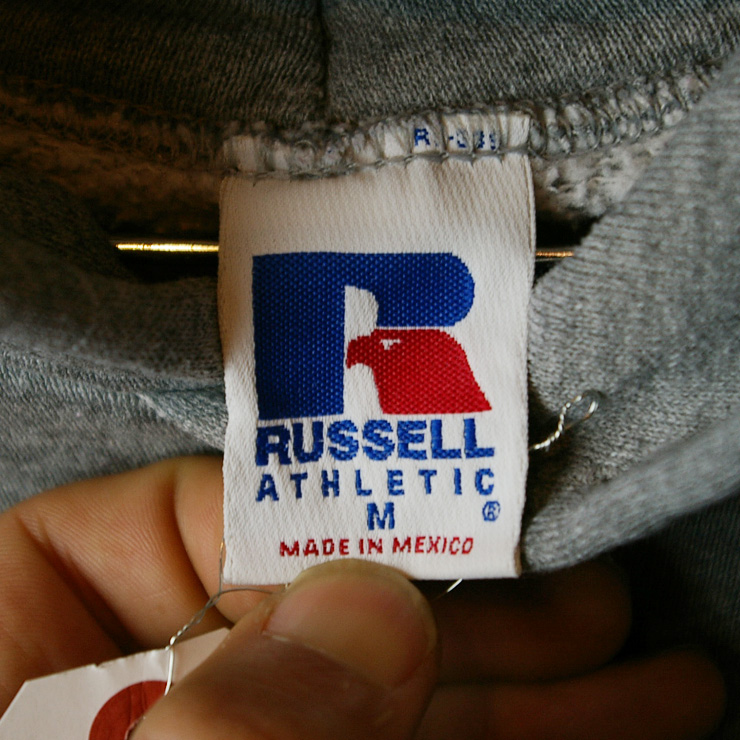 RUSSELL
ATHLETIC
M ®
MADE IN MEXICO